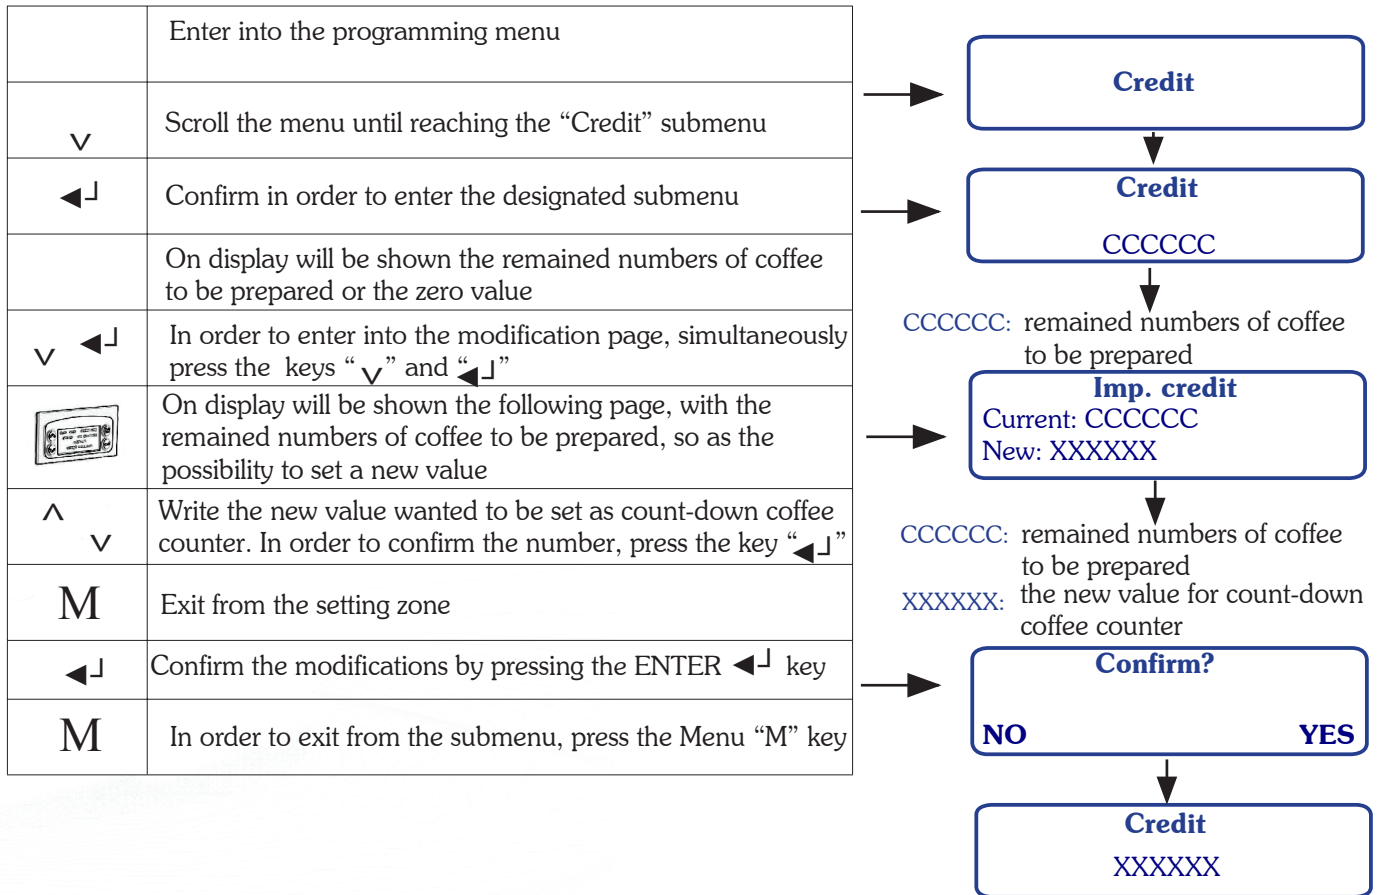 Enter into the programming menu
v
Scroll the menu until reaching the “Credit” submenu
◄┘
Confirm in order to enter the designated submenu
On display will be shown the remained numbers of coffee
to be prepared or the zero value
v ◄┘
In order to enter into the modification page, simultaneously
press the keys “ v ” and “◄┘”
On display will be shown the following page, with the
remained numbers of coffee to be prepared, so as the
possibility to set a new value
^ v
Write the new value wanted to be set as count-down coffee
counter. In order to confirm the number, press the key “◄┘”
M
Exit from the setting zone
◄┘
Confirm the modifications by pressing the ENTER ◄┘ key
M
In order to exit from the submenu, press the Menu “M” key
Credit
Credit
CCCCCC
CCCCCC: remained numbers of coffee
to be prepared
Imp. credit
Current: CCCCCC
New: XXXXXX
CCCCCC: remained numbers of coffee
to be prepared
XXXXXX: the new value for count-down
coffee counter
Confirm?
NO YES
Credit
XXXXXX